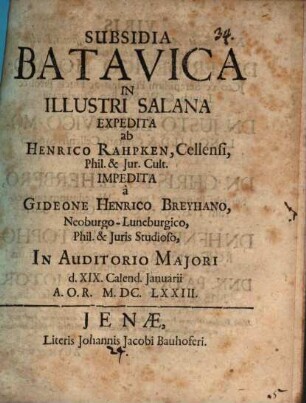 34.
SUBSIDIA
BATAVICA
IN
ILLUSTRI SALANA
EXPEDITA
ab
HENRICO RAHPKEN, Cellensi,
Phil. & Jur. Cult.
IMPEDITA
â
GIDEONE HENRICO BREYHANO,
Neoburgo-Luneburgico,
Phil. & Juris Studioso,
IN AUDITORIO MAJORI
d. XIX. Calend. Januarii
A. O. R. M. DC. LXXIII.
JENÆ,
Literis Johannis Jacobi Bauhoferi.